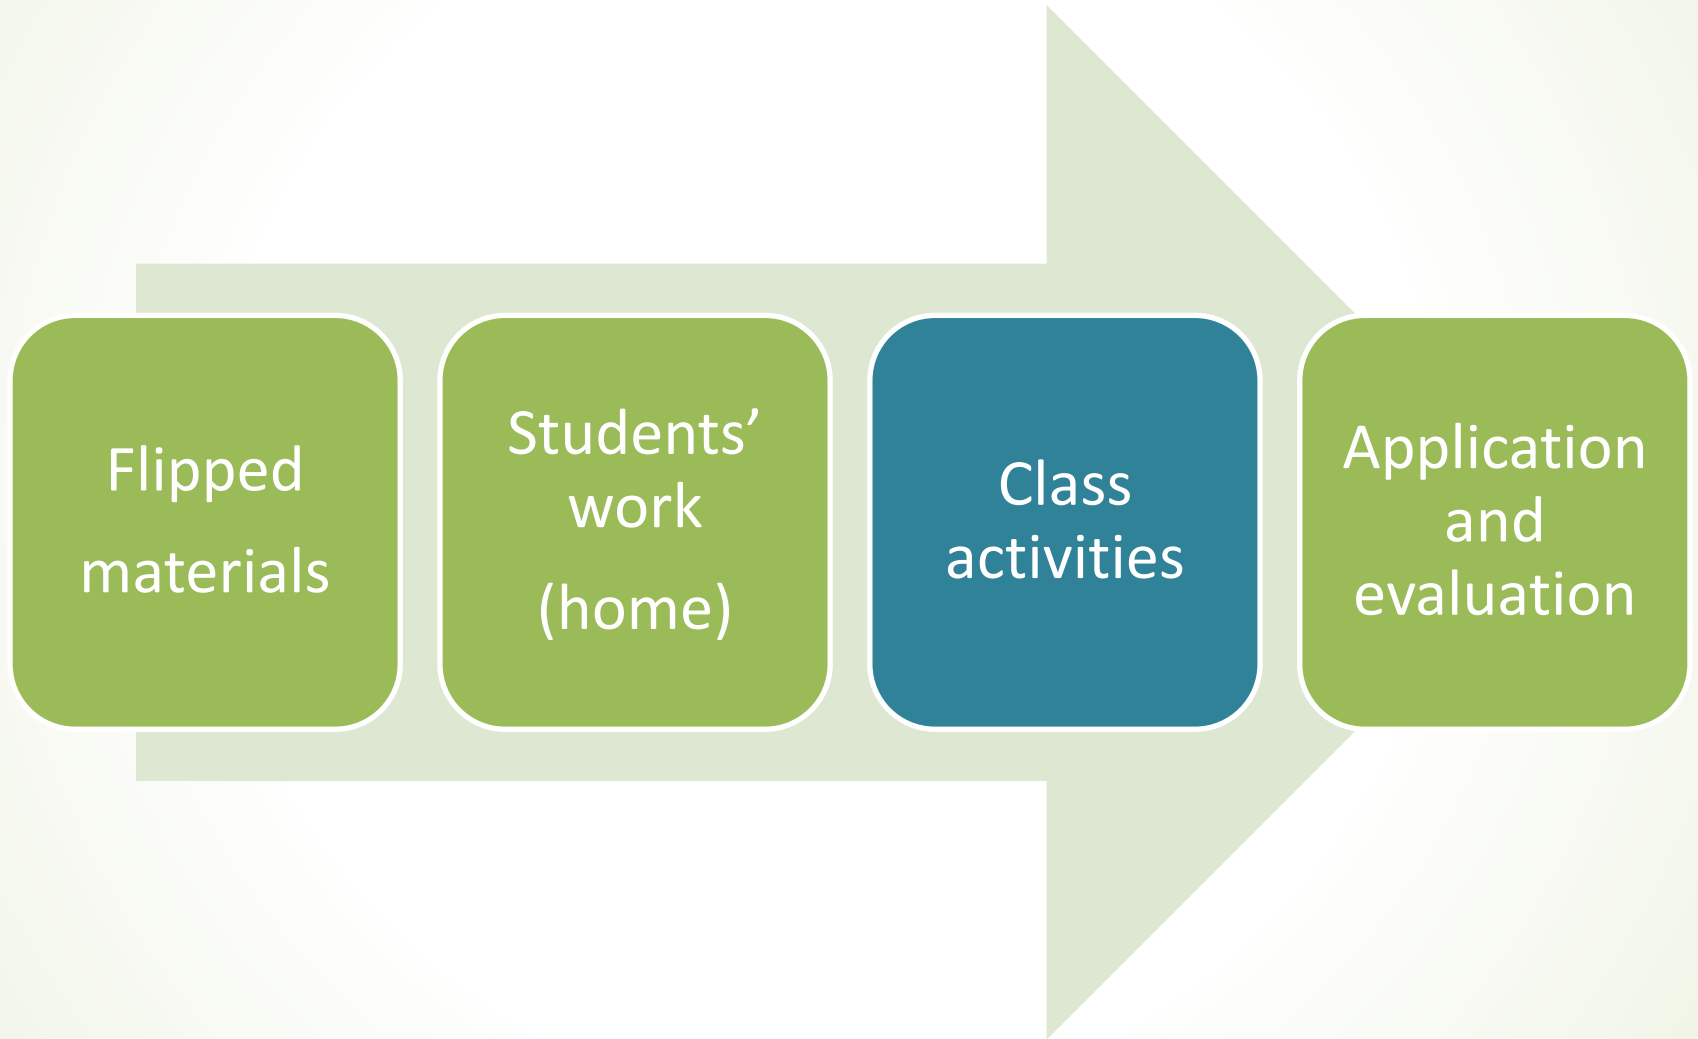 Flipped
materials
Students’
work
(home)
Class
activities
Application
and
evaluation